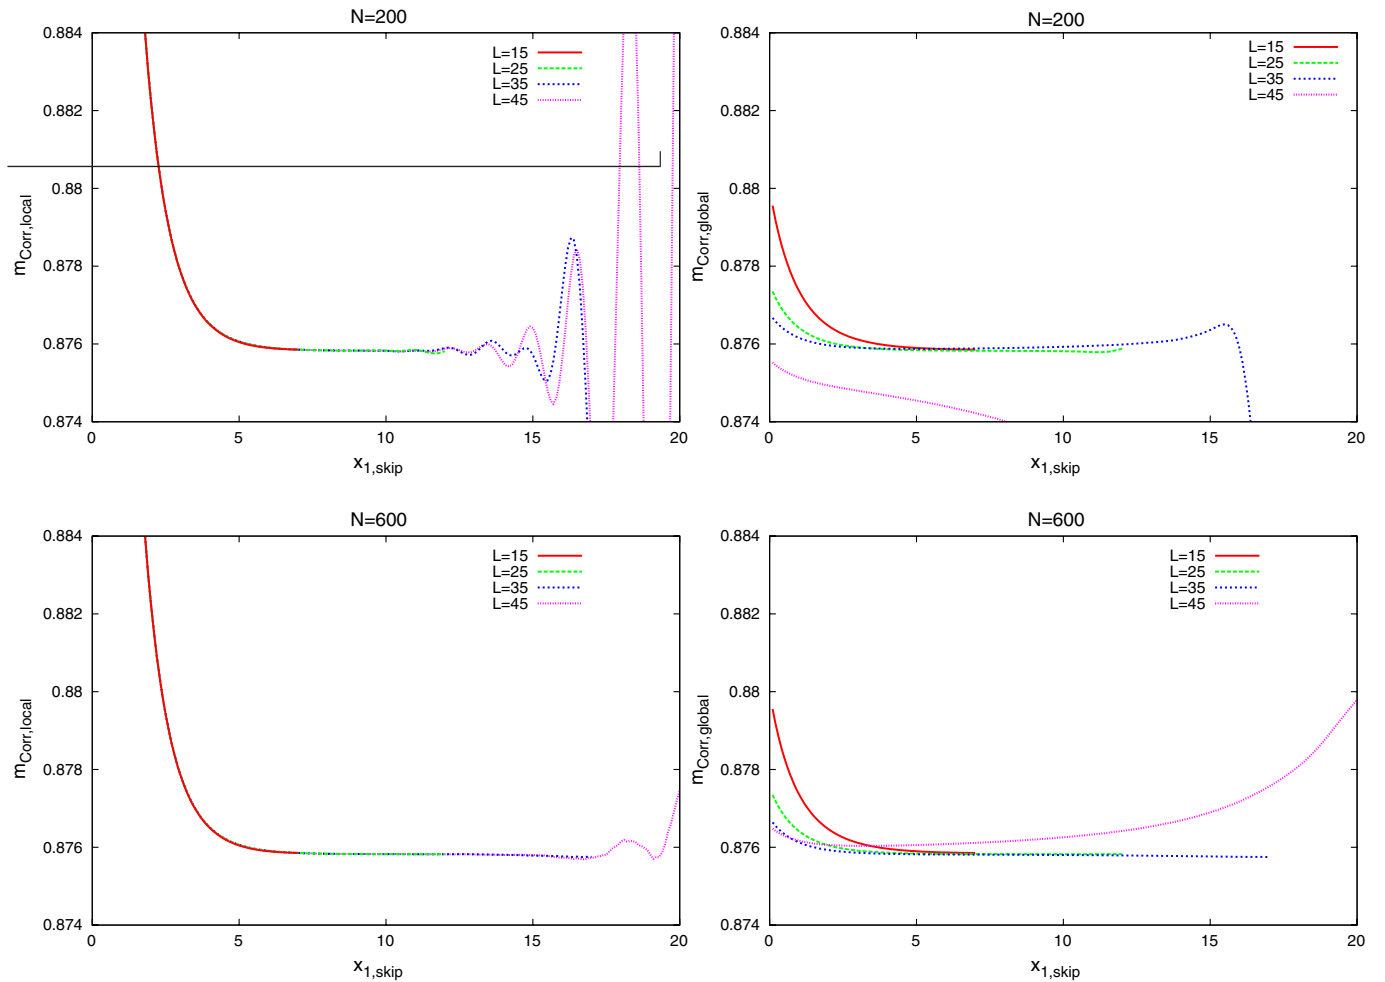 N=200
0.884
0.882
0.88
0.878
0.876
0.874
0
5
10
15
20
m_Corr,local
x_1,skip
L=15
L=25
L=35
L=45
N=200
0.884
0.882
0.88
0.878
0.876
0.874
0
5
10
15
20
m_Corr,global
x_1,skip
L=15
L=25
L=35
L=45
N=600
0.884
0.882
0.88
0.878
0.876
0.874
0
5
10
15
20
m_Corr,local
x_1,skip
L=15
L=25
L=35
L=45
N=600
0.884
0.882
0.88
0.878
0.876
0.874
0
5
10
15
20
m_Corr,global
x_1,skip
L=15
L=25
L=35
L=45